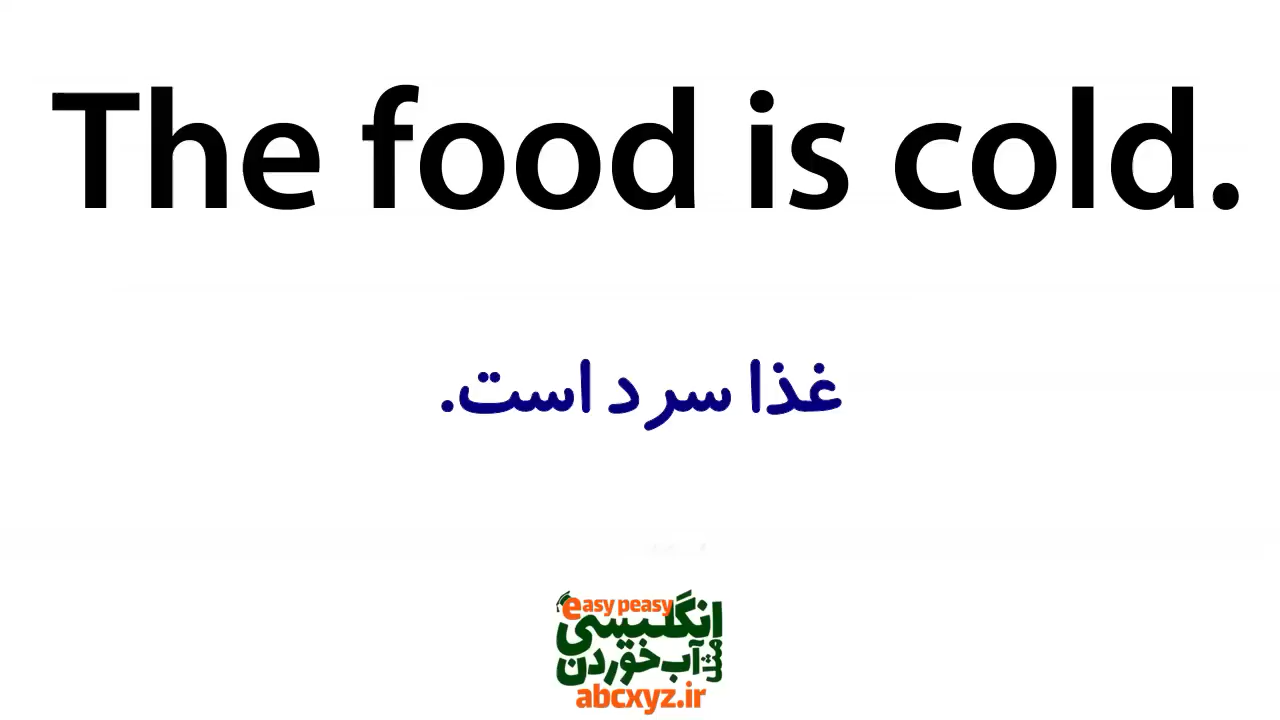 The food is cold.
غذا سرد است.
easy peasy
انگلیسی
مثل آب خوردن
abcxyz.ir